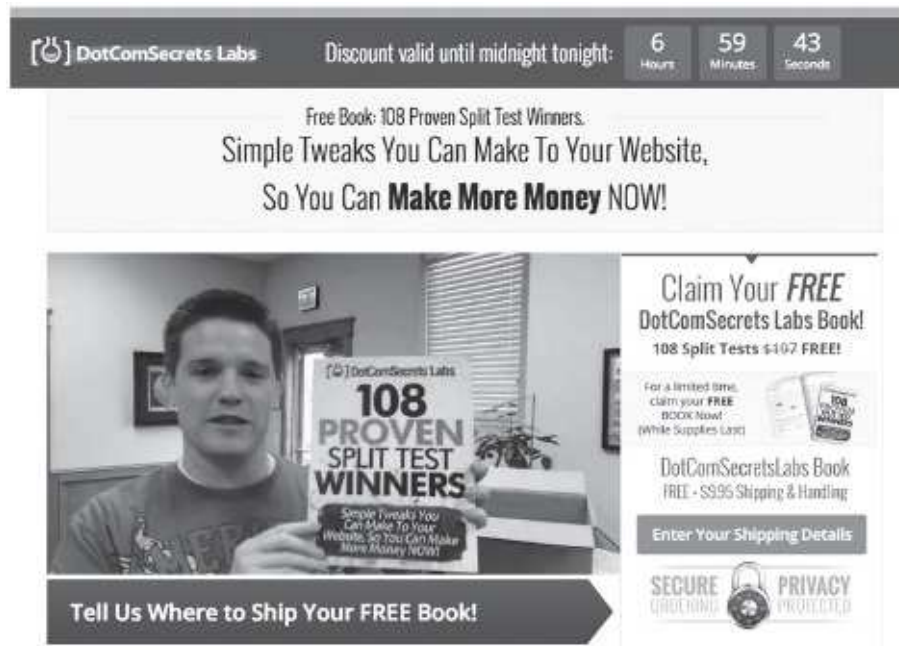 DotComSecrets Labs
Discount valid until midnight tonight:
6 59 43
Hours Minutes Seconds
Free Book: 108 Proven Split Test Winners.
Simple Tweaks You Can Make To Your Website,
So You Can Make More Money NOW!
DotComSecrets Labs
108
PROVEN
SPLIT TEST
WINNERS
Simple Tweaks You
Can Make To Your
Website, So You Can Make
More Money NOW!
Tell Us Where to Ship Your FREE Book!
Claim Your FREE
DotComSecrets Labs Book!
108 Split Tests $197 FREE!
For a limited time,
claim your FREE
BOOK Now!
(While Supplies Last)
108
WINNERS
DotComSecretsLabs Book
FREE - $9.95 Shipping & Handling
Enter Your Shipping Details
SECURE PRIVACY
ORDERING PROTECTED